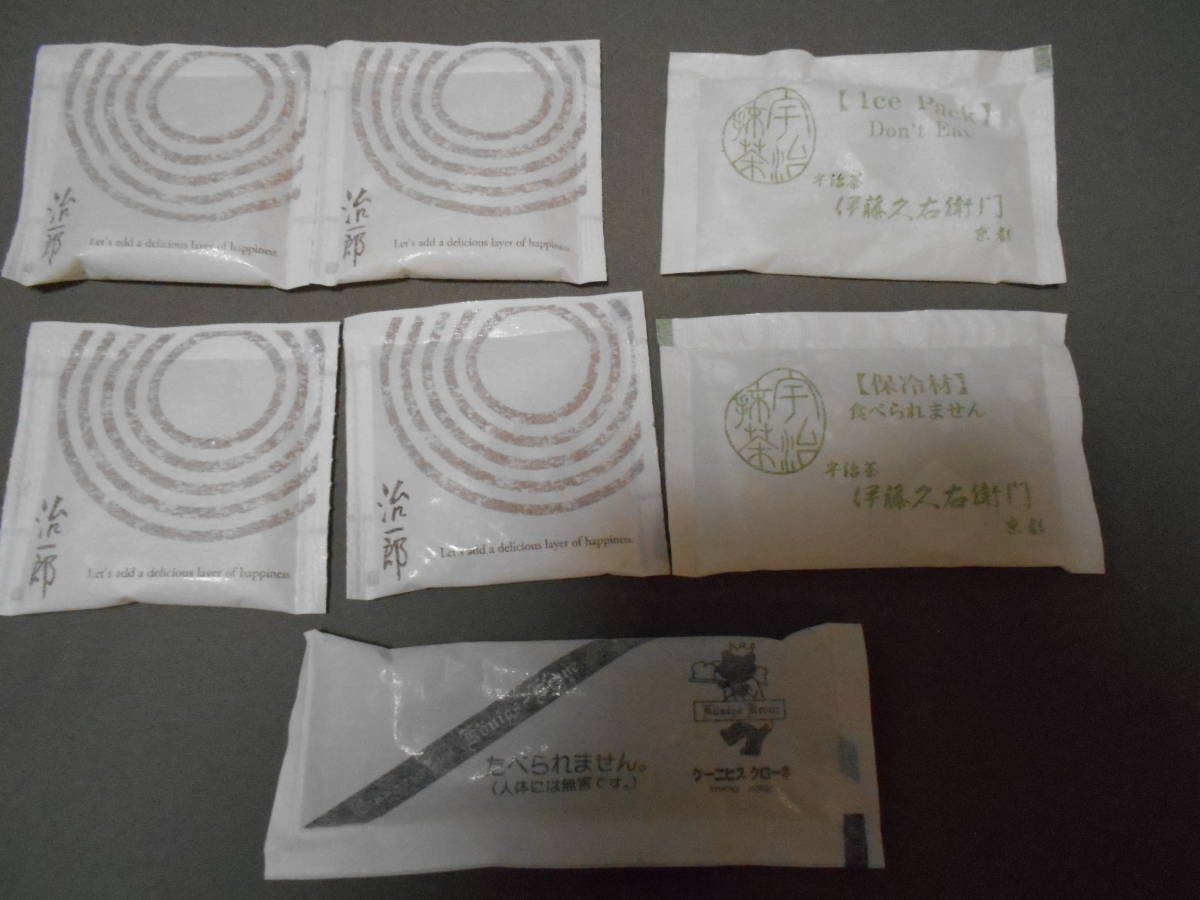 治一郎
Let's add a delicious layer of happiness.
治一郎
Let's add a delicious layer of happiness.
宇治
抹茶
【Ice Pack】
Don't Eat
宇治茶
伊藤久右衛門
京都
治一郎
Let's add a delicious layer of happiness.
治一郎
Let's add a delicious layer of happiness.
宇治
抹茶
【保冷材】
食べられません
宇治茶
伊藤久右衛門
京都
Königs-Krone
たべられません。
(人体には無害です。)
Königs Krone
ケーニヒス クローネ